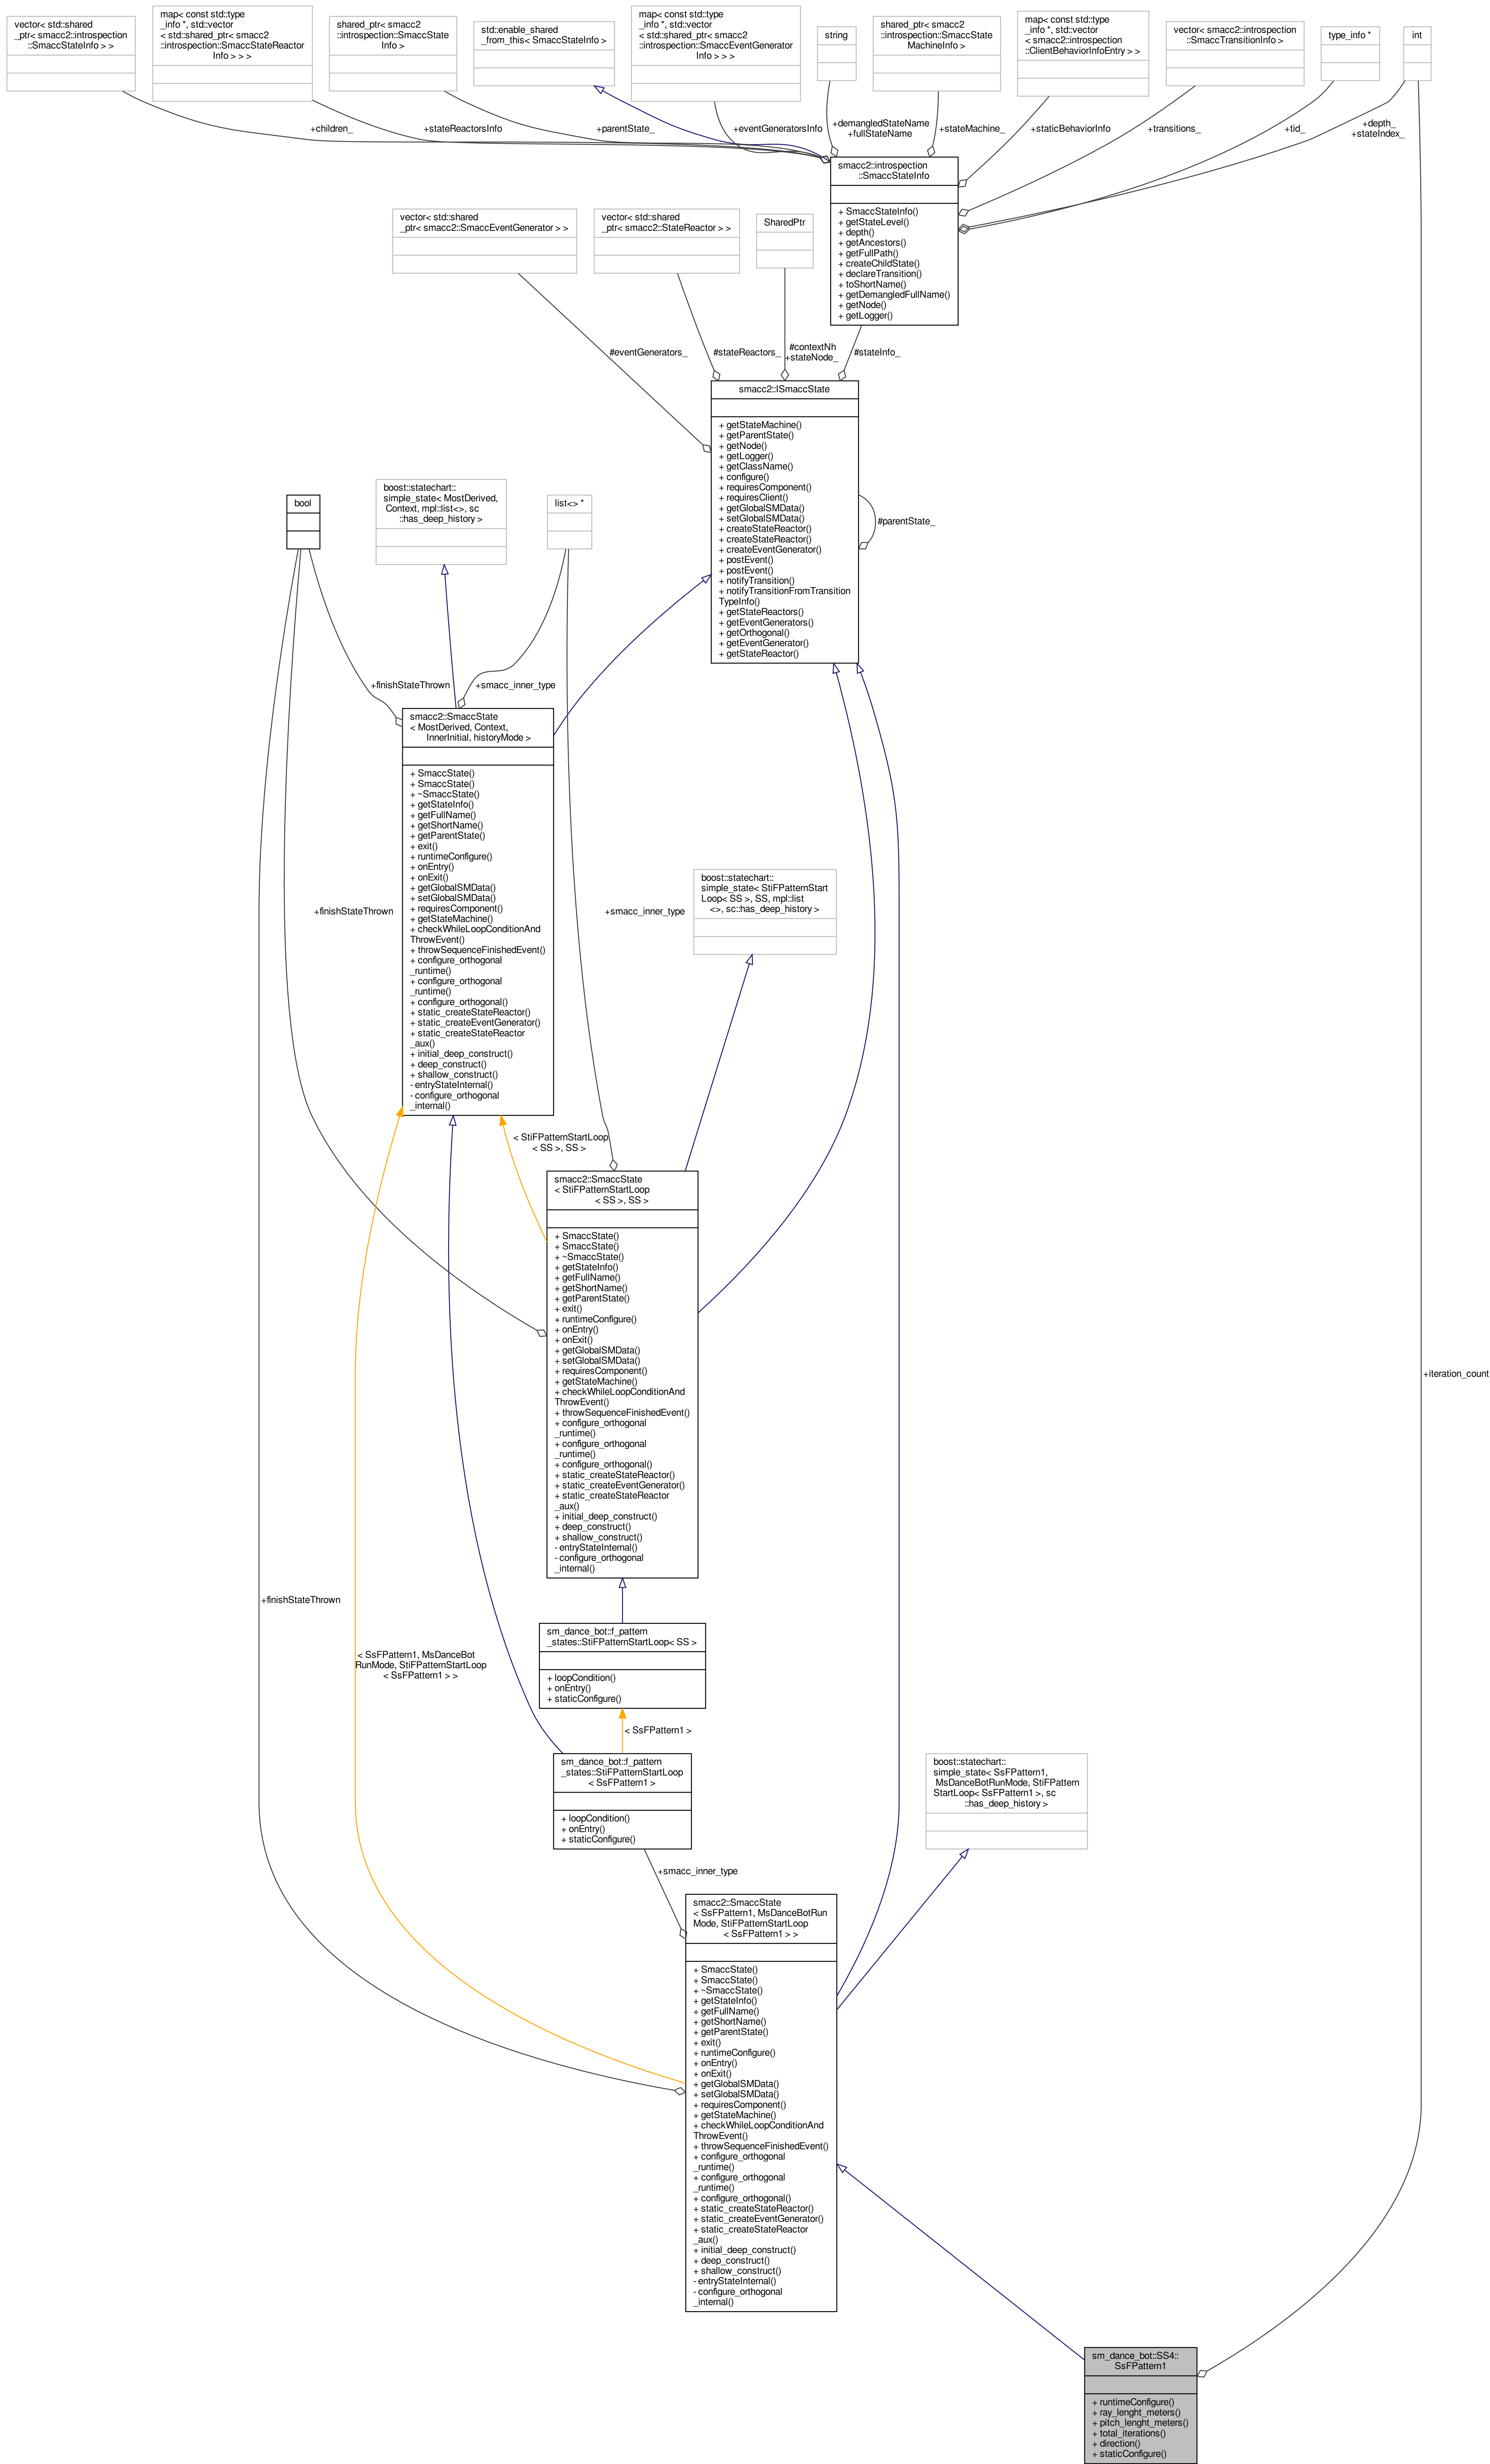 vector< std::shared
_ptr< smacc2::introspection
::SmaccStateInfo > >
map< const std::type
_info *, std::vector
< std::shared_ptr< smacc2
::introspection::SmaccStateReactor
Info > > >
shared_ptr< smacc2
::introspection::SmaccState
Info >
std::enable_shared
_from_this< SmaccStateInfo >
map< const std::type
_info *, std::vector
< std::shared_ptr< smacc2
::introspection::SmaccEventGenerator
Info > > >
string
shared_ptr< smacc2
::introspection::SmaccState
MachineInfo >
map< const std::type
_info *, std::vector
< smacc2::introspection
::ClientBehaviorInfoEntry > >
vector< smacc2::introspection
::SmaccTransitionInfo >
type_info *
int
+children_
+stateReactorsInfo
+parentState_
+eventGeneratorsInfo
+demangledStateName
+fullStateName
+stateMachine_
+staticBehaviorInfo
+transitions_
+tid_
+depth_
+stateIndex_
smacc2::introspection
::SmaccStateInfo
+ SmaccStateInfo()
+ getStateLevel()
+ depth()
+ getAncestors()
+ getFullPath()
+ createChildState()
+ declareTransition()
+ toShortName()
+ getDemangledFullName()
+ getNode()
+ getLogger()
vector< std::shared
_ptr< smacc2::SmaccEventGenerator > >
vector< std::shared
_ptr< smacc2::StateReactor > >
SharedPtr
#eventGenerators_
#stateReactors_
#contextNh
+stateNode_
#stateInfo_
smacc2::ISmaccState
+ getStateMachine()
+ getParentState()
+ getNode()
+ getLogger()
+ getClassName()
+ configure()
+ requiresComponent()
+ requiresClient()
+ getGlobalSMData()
+ setGlobalSMData()
+ createStateReactor()
+ createStateReactor()
+ createEventGenerator()
+ postEvent()
+ postEvent()
+ notifyTransition()
+ notifyTransitionFromTransition
TypeInfo()
+ getStateReactors()
+ getEventGenerators()
+ getOrthogonal()
+ getEventGenerator()
+ getStateReactor()
#parentState_
bool
boost::statechart::
simple_state< MostDerived,
Context, mpl::list<>, sc
::has_deep_history >
list<> *
+finishStateThrown
+smacc_inner_type
smacc2::SmaccState
< MostDerived, Context,
InnerInitial, historyMode >
+ SmaccState()
+ SmaccState()
+ ~SmaccState()
+ getStateInfo()
+ getFullName()
+ getShortName()
+ getParentState()
+ exit()
+ runtimeConfigure()
+ onEntry()
+ onExit()
+ getGlobalSMData()
+ setGlobalSMData()
+ requiresComponent()
+ getStateMachine()
+ checkWhileLoopConditionAnd
ThrowEvent()
+ throwSequenceFinishedEvent()
+ configure_orthogonal
_runtime()
+ configure_orthogonal
_runtime()
+ configure_orthogonal()
+ static_createStateReactor()
+ static_createEventGenerator()
+ static_createStateReactor
_aux()
+ initial_deep_construct()
+ deep_construct()
+ shallow_construct()
- entryStateInternal()
- configure_orthogonal
_internal()
boost::statechart::
simple_state< StiFPatternStart
Loop< SS >, SS, mpl::list
<>, sc::has_deep_history >
+finishStateThrown
+smacc_inner_type
< StiFPatternStartLoop
< SS >, SS >
smacc2::SmaccState
< StiFPatternStartLoop
< SS >, SS >
+ SmaccState()
+ SmaccState()
+ ~SmaccState()
+ getStateInfo()
+ getFullName()
+ getShortName()
+ getParentState()
+ exit()
+ runtimeConfigure()
+ onEntry()
+ onExit()
+ getGlobalSMData()
+ setGlobalSMData()
+ requiresComponent()
+ getStateMachine()
+ checkWhileLoopConditionAnd
ThrowEvent()
+ throwSequenceFinishedEvent()
+ configure_orthogonal
_runtime()
+ configure_orthogonal
_runtime()
+ configure_orthogonal()
+ static_createStateReactor()
+ static_createEventGenerator()
+ static_createStateReactor
_aux()
+ initial_deep_construct()
+ deep_construct()
+ shallow_construct()
- entryStateInternal()
- configure_orthogonal
_internal()
+iteration_count
+finishStateThrown
< SsFPattern1, MsDanceBot
RunMode, StiFPatternStartLoop
< SsFPattern1 > >
sm_dance_bot::f_pattern
_states::StiFPatternStartLoop< SS >
+ loopCondition()
+ onEntry()
+ staticConfigure()
< SsFPattern1 >
sm_dance_bot::f_pattern
_states::StiFPatternStartLoop
< SsFPattern1 >
+ loopCondition()
+ onEntry()
+ staticConfigure()
boost::statechart::
simple_state< SsFPattern1,
MsDanceBotRunMode, StiFPattern
StartLoop< SsFPattern1 >, sc
::has_deep_history >
+smacc_inner_type
smacc2::SmaccState
< SsFPattern1, MsDanceBotRun
Mode, StiFPatternStartLoop
< SsFPattern1 > >
+ SmaccState()
+ SmaccState()
+ ~SmaccState()
+ getStateInfo()
+ getFullName()
+ getShortName()
+ getParentState()
+ exit()
+ runtimeConfigure()
+ onEntry()
+ onExit()
+ getGlobalSMData()
+ setGlobalSMData()
+ requiresComponent()
+ getStateMachine()
+ checkWhileLoopConditionAnd
ThrowEvent()
+ throwSequenceFinishedEvent()
+ configure_orthogonal
_runtime()
+ configure_orthogonal
_runtime()
+ configure_orthogonal()
+ static_createStateReactor()
+ static_createEventGenerator()
+ static_createStateReactor
_aux()
+ initial_deep_construct()
+ deep_construct()
+ shallow_construct()
- entryStateInternal()
- configure_orthogonal
_internal()
sm_dance_bot::SS4::
SsFPattern1
+ runtimeConfigure()
+ ray_lenght_meters()
+ pitch_lenght_meters()
+ total_iterations()
+ direction()
+ staticConfigure()